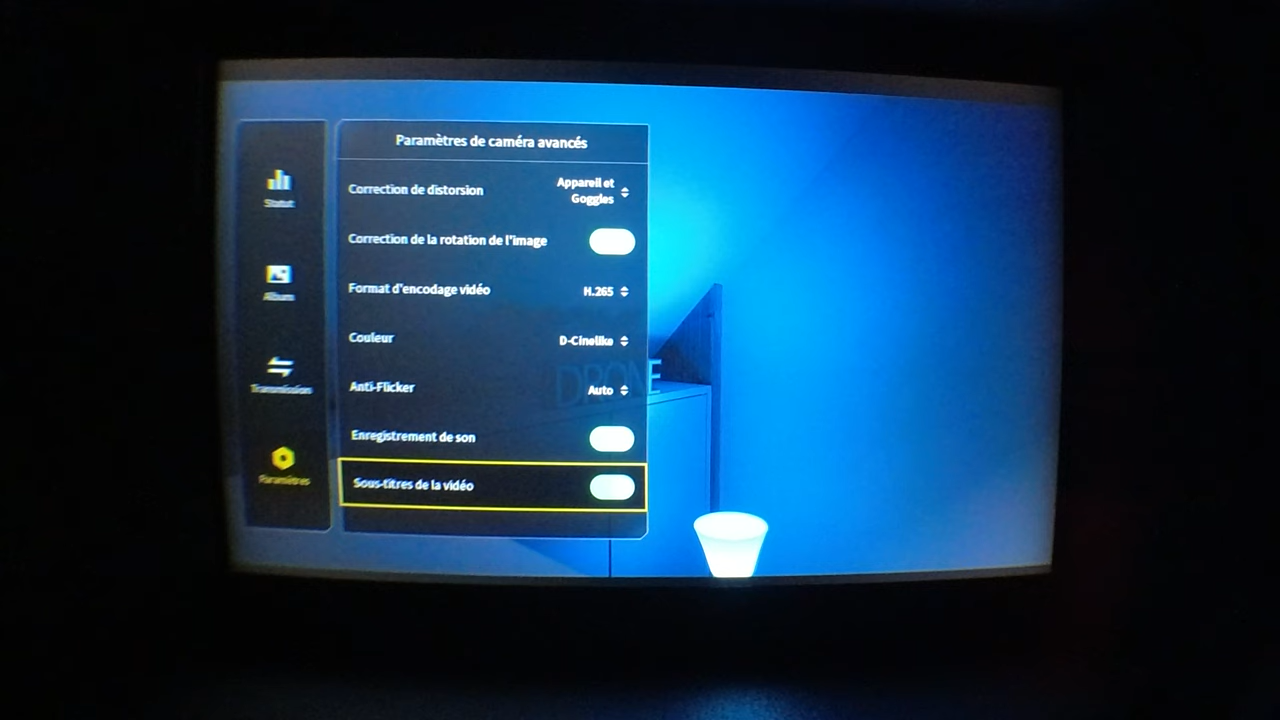 Paramètres de caméra avancés
Statut
Correction de distorsion
Appareil et
Goggles
Correction de la rotation de l'image
Album
Format d'encodage vidéo
H.265
Couleur
D-Cinelike
Transmission
Anti-Flicker
Auto
DRONE
Enregistrement de son
Paramètres
Sous-titres de la vidéo